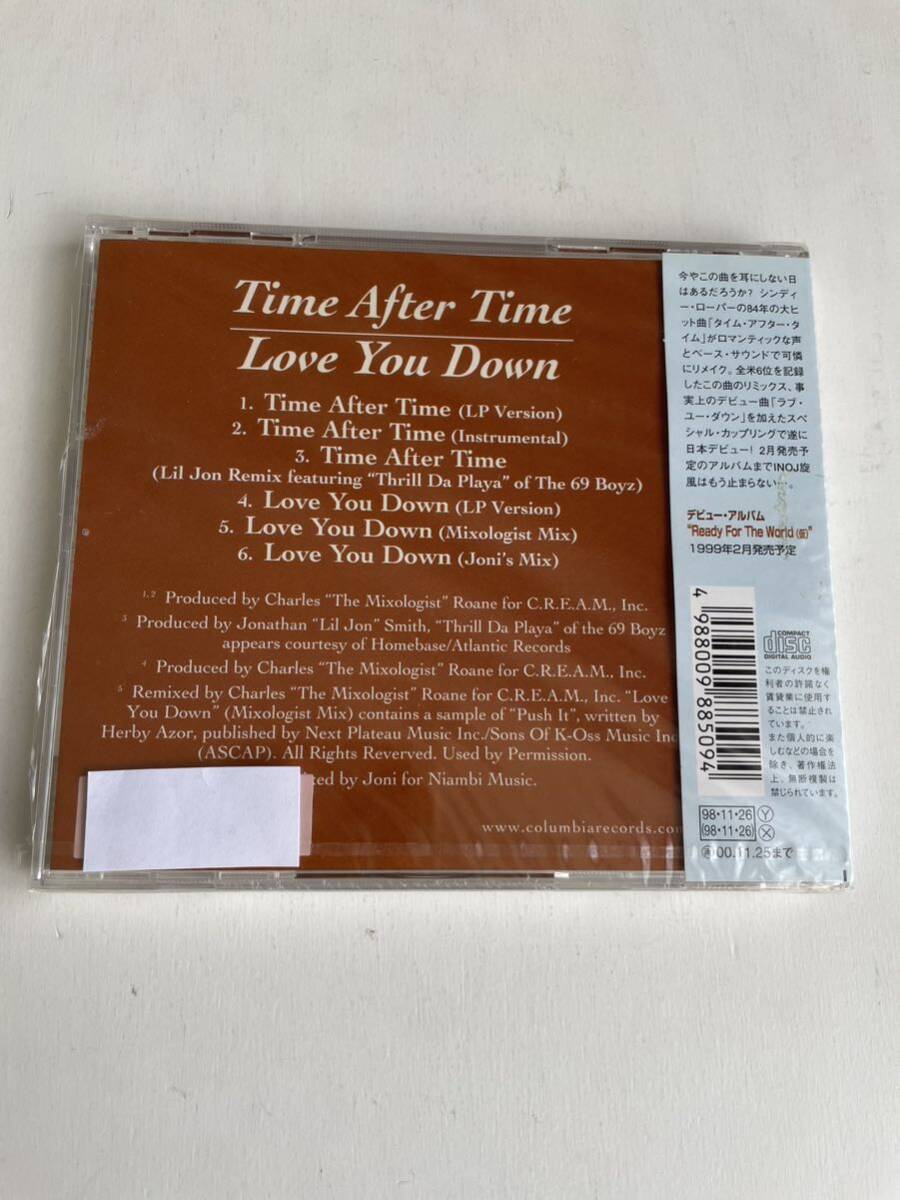 Time After Time
Love You Down
1. Time After Time (LP Version)
2. Time After Time (Instrumental)
3. Time After Time
(Lil Jon Remix featuring “Thrill Da Playa” of The 69 Boyz)
4. Love You Down (LP Version)
5. Love You Down (Mixologist Mix)
6. Love You Down (Joni's Mix)
1, 2 Produced by Charles “The Mixologist” Roane for C.R.E.A.M., Inc.
3 Produced by Jonathan “Lil Jon” Smith, “Thrill Da Playa” of the 69 Boyz
appears courtesy of Homebase/Atlantic Records
4 Produced by Charles “The Mixologist” Roane for C.R.E.A.M., Inc.
5 Remixed by Charles “The Mixologist” Roane for C.R.E.A.M., Inc. “Love
You Down” (Mixologist Mix) contains a sample of “Push It”, written by
Herby Azor, published by Next Plateau Music Inc./Sons Of K-Oss Music Inc
(ASCAP). All Rights Reverved. Used by Permission.
by Joni for Niambi Music.
www.columbiarecords.com
今やこの曲を耳にしない日
はあるだろうか? シンディ
ー・ローパーの84年の大ヒ
ット曲「タイム・アフター・タ
イム」がロマンティックな声
とベース・サウンドで可憐
にリメイク。全米6位を記録
したこの曲のリミックス、事
実上のデビュー曲「ラブ・
ユー・ダウン」を加えたスペ
シャル・カップリングで遂に
日本デビュー! 2月発売予
定のアルバムまでINOJ旋
風はもう止まらない…。
デビュー・アルバム
“Ready For The World (仮)”
1999年2月発売予定
4 988009 885094
COMPACT
disc
DIGITAL AUDIO
このディスクを権
利者の許諾なく
賃貸業に使用す
ることは禁止され
ています。
また個人的に楽
しむなどの場合を
除き、著作権法
上、無断複製は
禁じられています。
98・11・26 Y
(98・11・26) X
再00.11.25まで